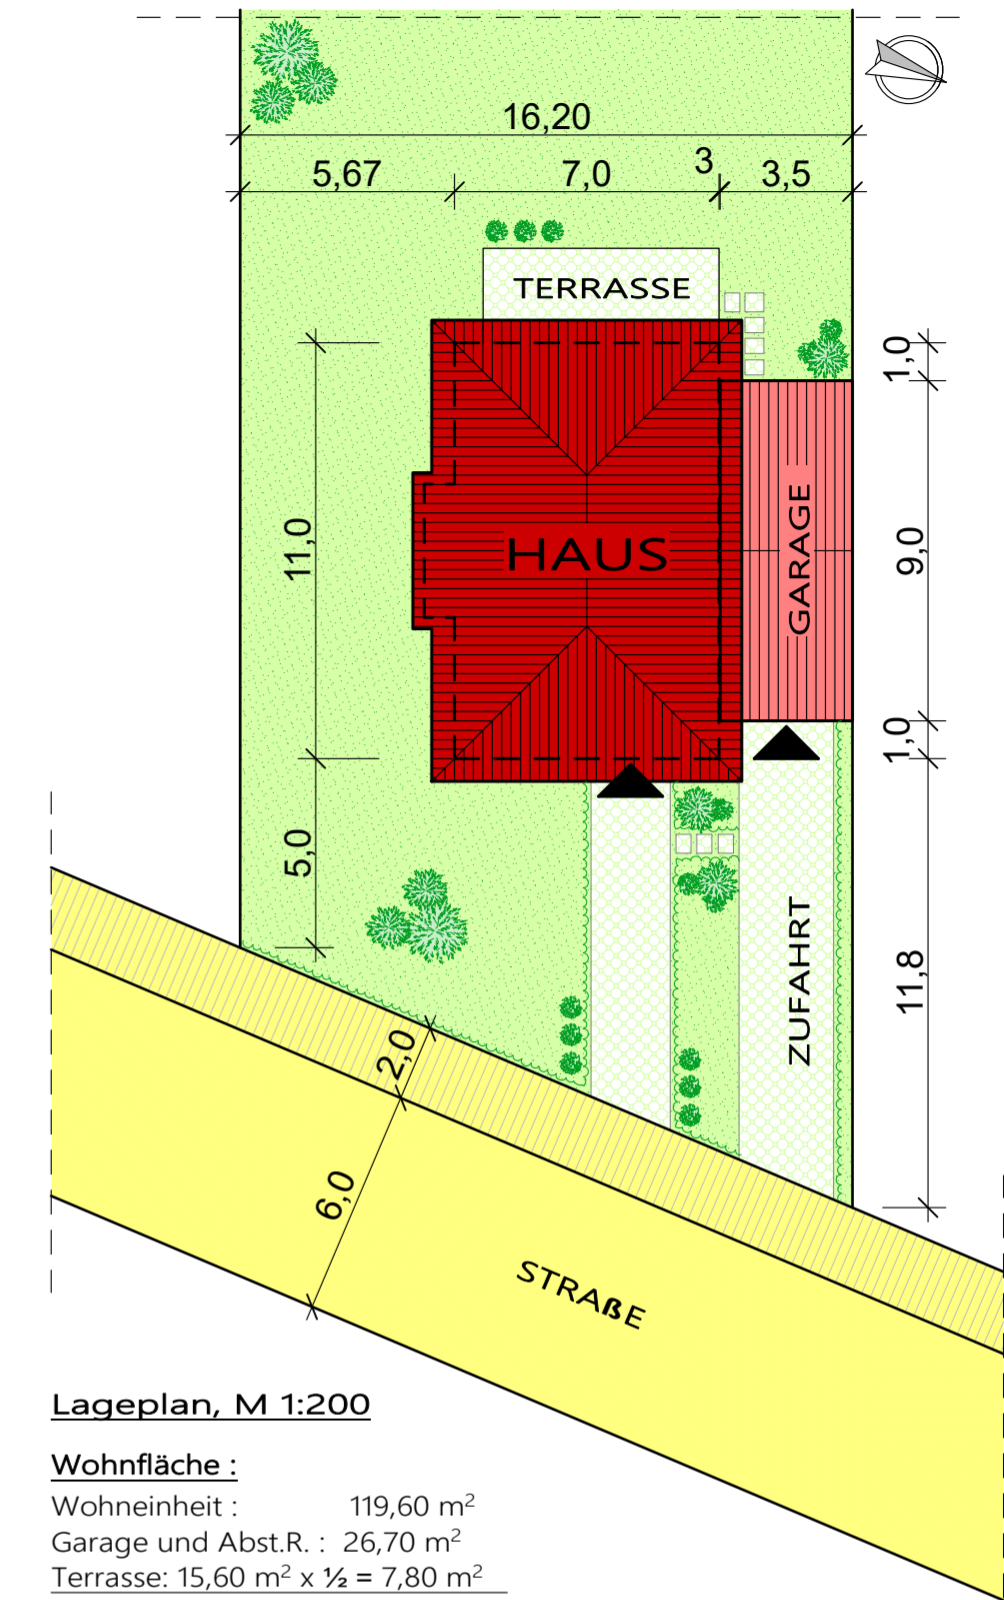 16,20
5,67
7,0
3
3,5
TERRASSE
1,0
11,0
HAUS
GARAGE
9,0
1,0
5,0
ZUFAHRT
11,8
2,0
6,0
STRAßE
Lageplan, M 1:200
Wohnfläche :
Wohneinheit : 119,60 m²
Garage und Abst.R. : 26,70 m²
Terrasse: 15,60 m² x ½ = 7,80 m²